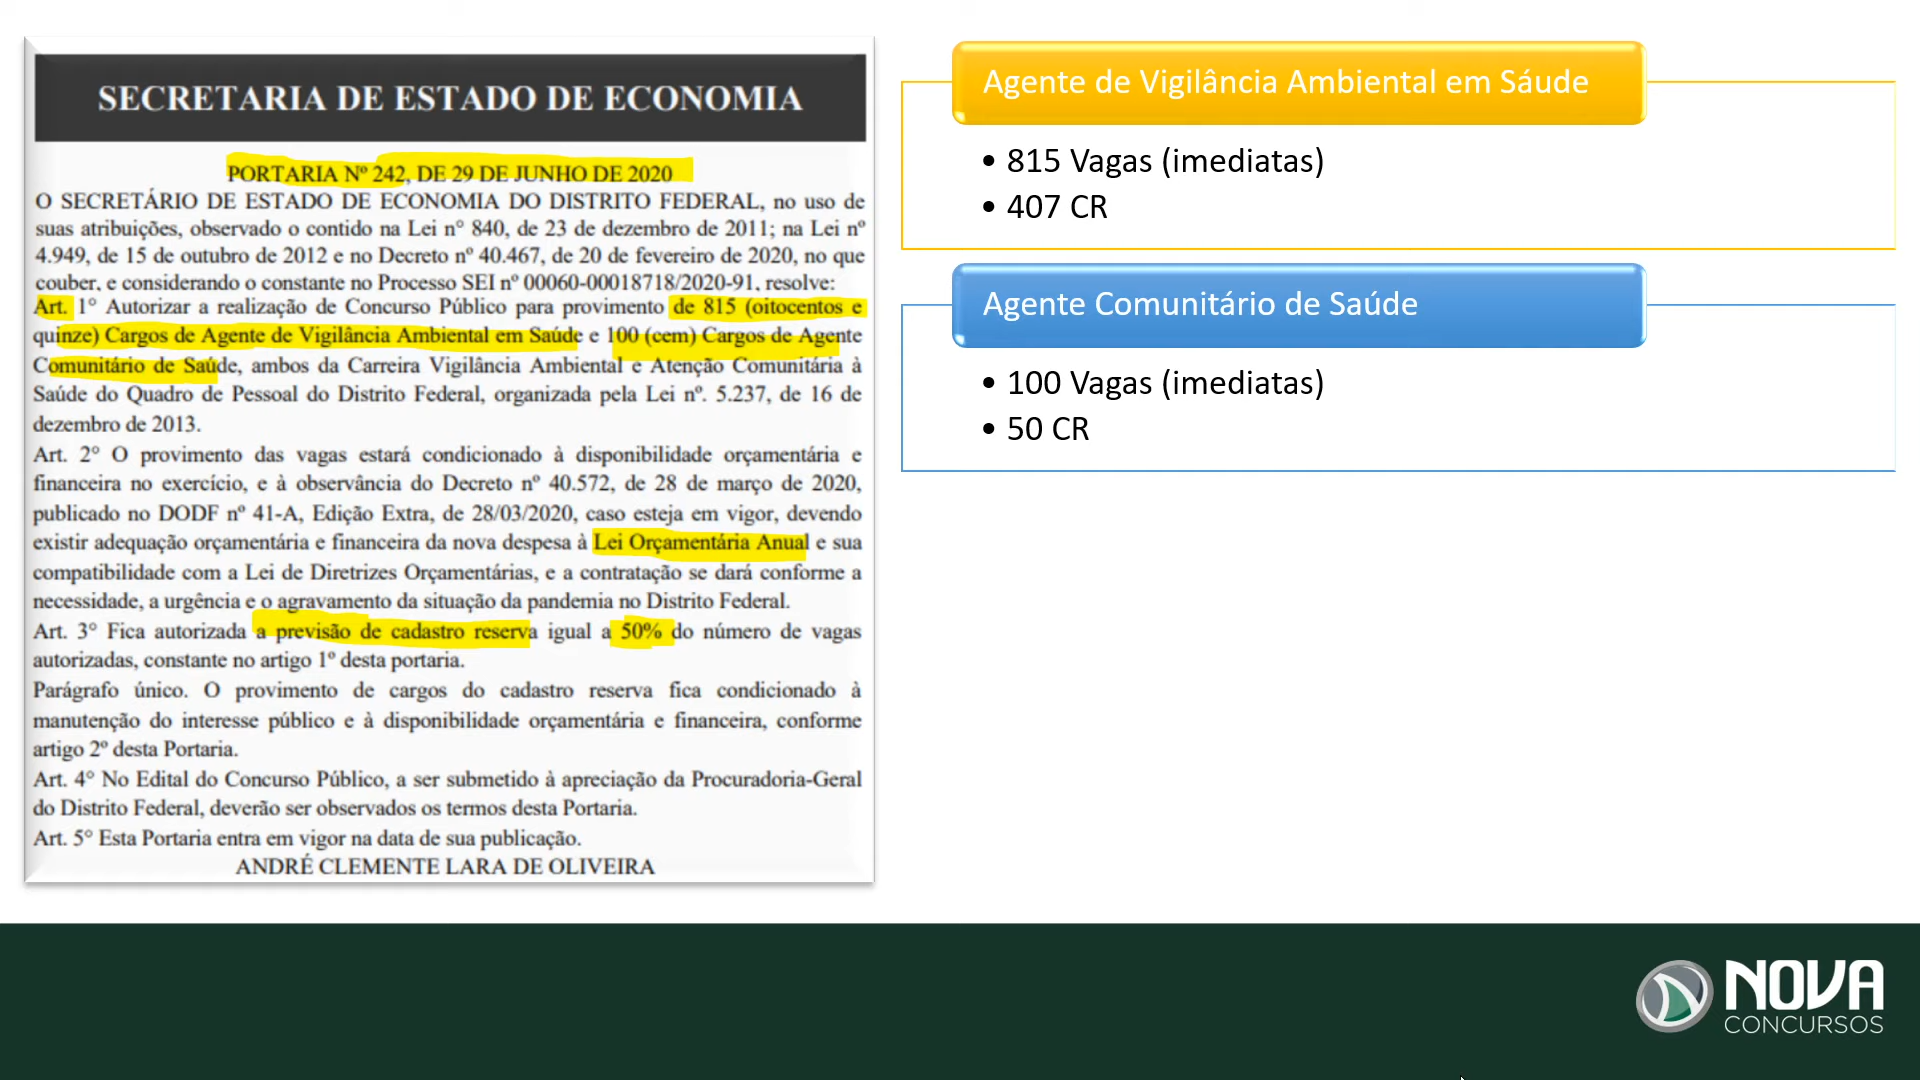 SECRETARIA DE ESTADO DE ECONOMIA
PORTARIA Nº 242, DE 29 DE JUNHO DE 2020
O SECRETÁRIO DE ESTADO DE ECONOMIA DO DISTRITO FEDERAL, no uso de
suas atribuições, observado o contido na Lei n° 840, de 23 de dezembro de 2011; na Lei nº
4.949, de 15 de outubro de 2012 e no Decreto nº 40.467, de 20 de fevereiro de 2020, no que
couber, e considerando o constante no Processo SEI nº 00060-00018718/2020-91, resolve:
Art. 1° Autorizar a realização de Concurso Público para provimento de 815 (oitocentos e
quinze) Cargos de Agente de Vigilância Ambiental em Saúde e 100 (cem) Cargos de Agente
Comunitário de Saúde, ambos da Carreira Vigilância Ambiental e Atenção Comunitária à
Saúde do Quadro de Pessoal do Distrito Federal, organizada pela Lei nº. 5.237, de 16 de
dezembro de 2013.
Art. 2° O provimento das vagas estará condicionado à disponibilidade orçamentária e
financeira no exercício, e à observância do Decreto nº 40.572, de 28 de março de 2020,
publicado no DODF nº 41-A, Edição Extra, de 28/03/2020, caso esteja em vigor, devendo
existir adequação orçamentária e financeira da nova despesa à Lei Orçamentária Anual e sua
compatibilidade com a Lei de Diretrizes Orçamentárias, e a contratação se dará conforme a
necessidade, a urgência e o agravamento da situação da pandemia no Distrito Federal.
Art. 3° Fica autorizada a previsão de cadastro reserva igual a 50% do número de vagas
autorizadas, constante no artigo 1º desta portaria.
Parágrafo único. O provimento de cargos do cadastro reserva fica condicionado à
manutenção do interesse público e à disponibilidade orçamentária e financeira, conforme
artigo 2º desta Portaria.
Art. 4° No Edital do Concurso Público, a ser submetido à apreciação da Procuradoria-Geral
do Distrito Federal, deverão ser observados os termos desta Portaria.
Art. 5° Esta Portaria entra em vigor na data de sua publicação.
ANDRÉ CLEMENTE LARA DE OLIVEIRA
Agente de Vigilância Ambiental em Sáude
• 815 Vagas (imediatas)
• 407 CR
Agente Comunitário de Saúde
• 100 Vagas (imediatas)
• 50 CR
NOVA
CONCURSOS